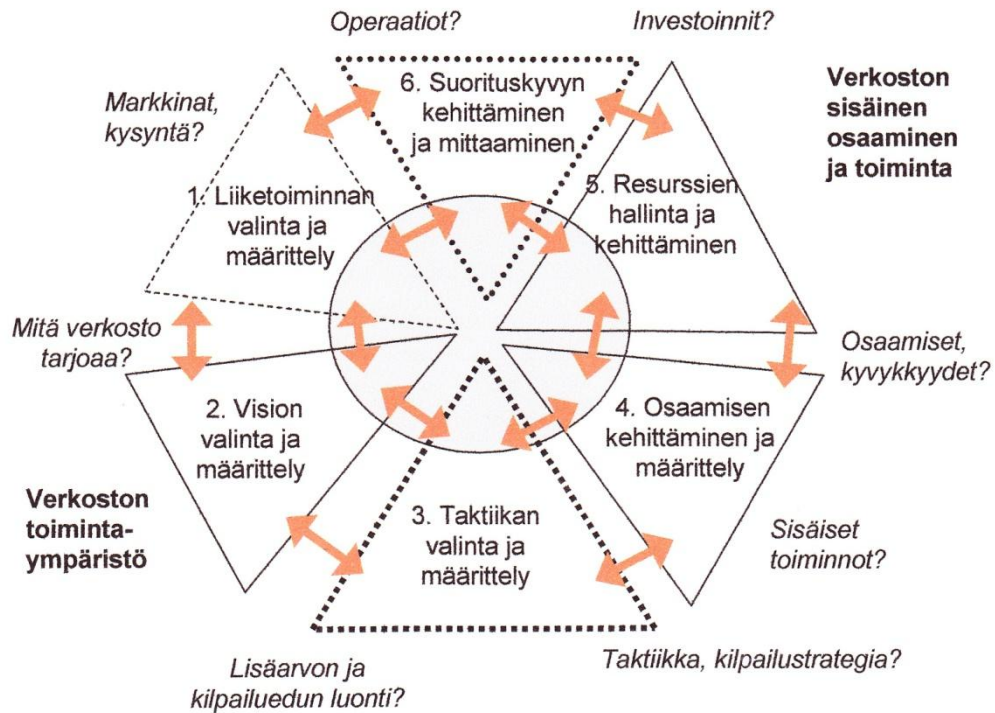 Operaatiot?
Investoinnit?
Markkinat,
kysyntä?
6. Suorituskyvyn
kehittäminen
ja mittaaminen
Verkoston
sisäinen
osaaminen
ja toiminta
1. Liiketoiminnan
valinta ja
määrittely
5. Resurssien
hallinta ja
kehittäminen
Mitä verkosto
tarjoaa?
Osaamiset,
kyvykkyydet?
2. Vision
valinta ja
määrittely
4. Osaamisen
kehittäminen ja
määrittely
Verkoston
toiminta-
ympäristö
3. Taktiikan
valinta ja
määrittely
Sisäiset
toiminnot?
Lisäarvon ja
kilpailuedun luonti?
Taktiikka, kilpailustrategia?